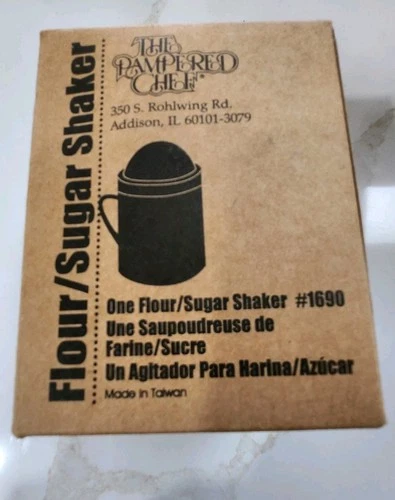 THE
PAMPERED
CHEF®
350 S. Rohlwing Rd.
Addison, IL 60101-3079
Flour/Sugar Shaker
One Flour/Sugar Shaker #1690
Une Saupoudreuse de
Farine/Sucre
Un Agitador Para Harina/Azúcar
Made in Taiwan